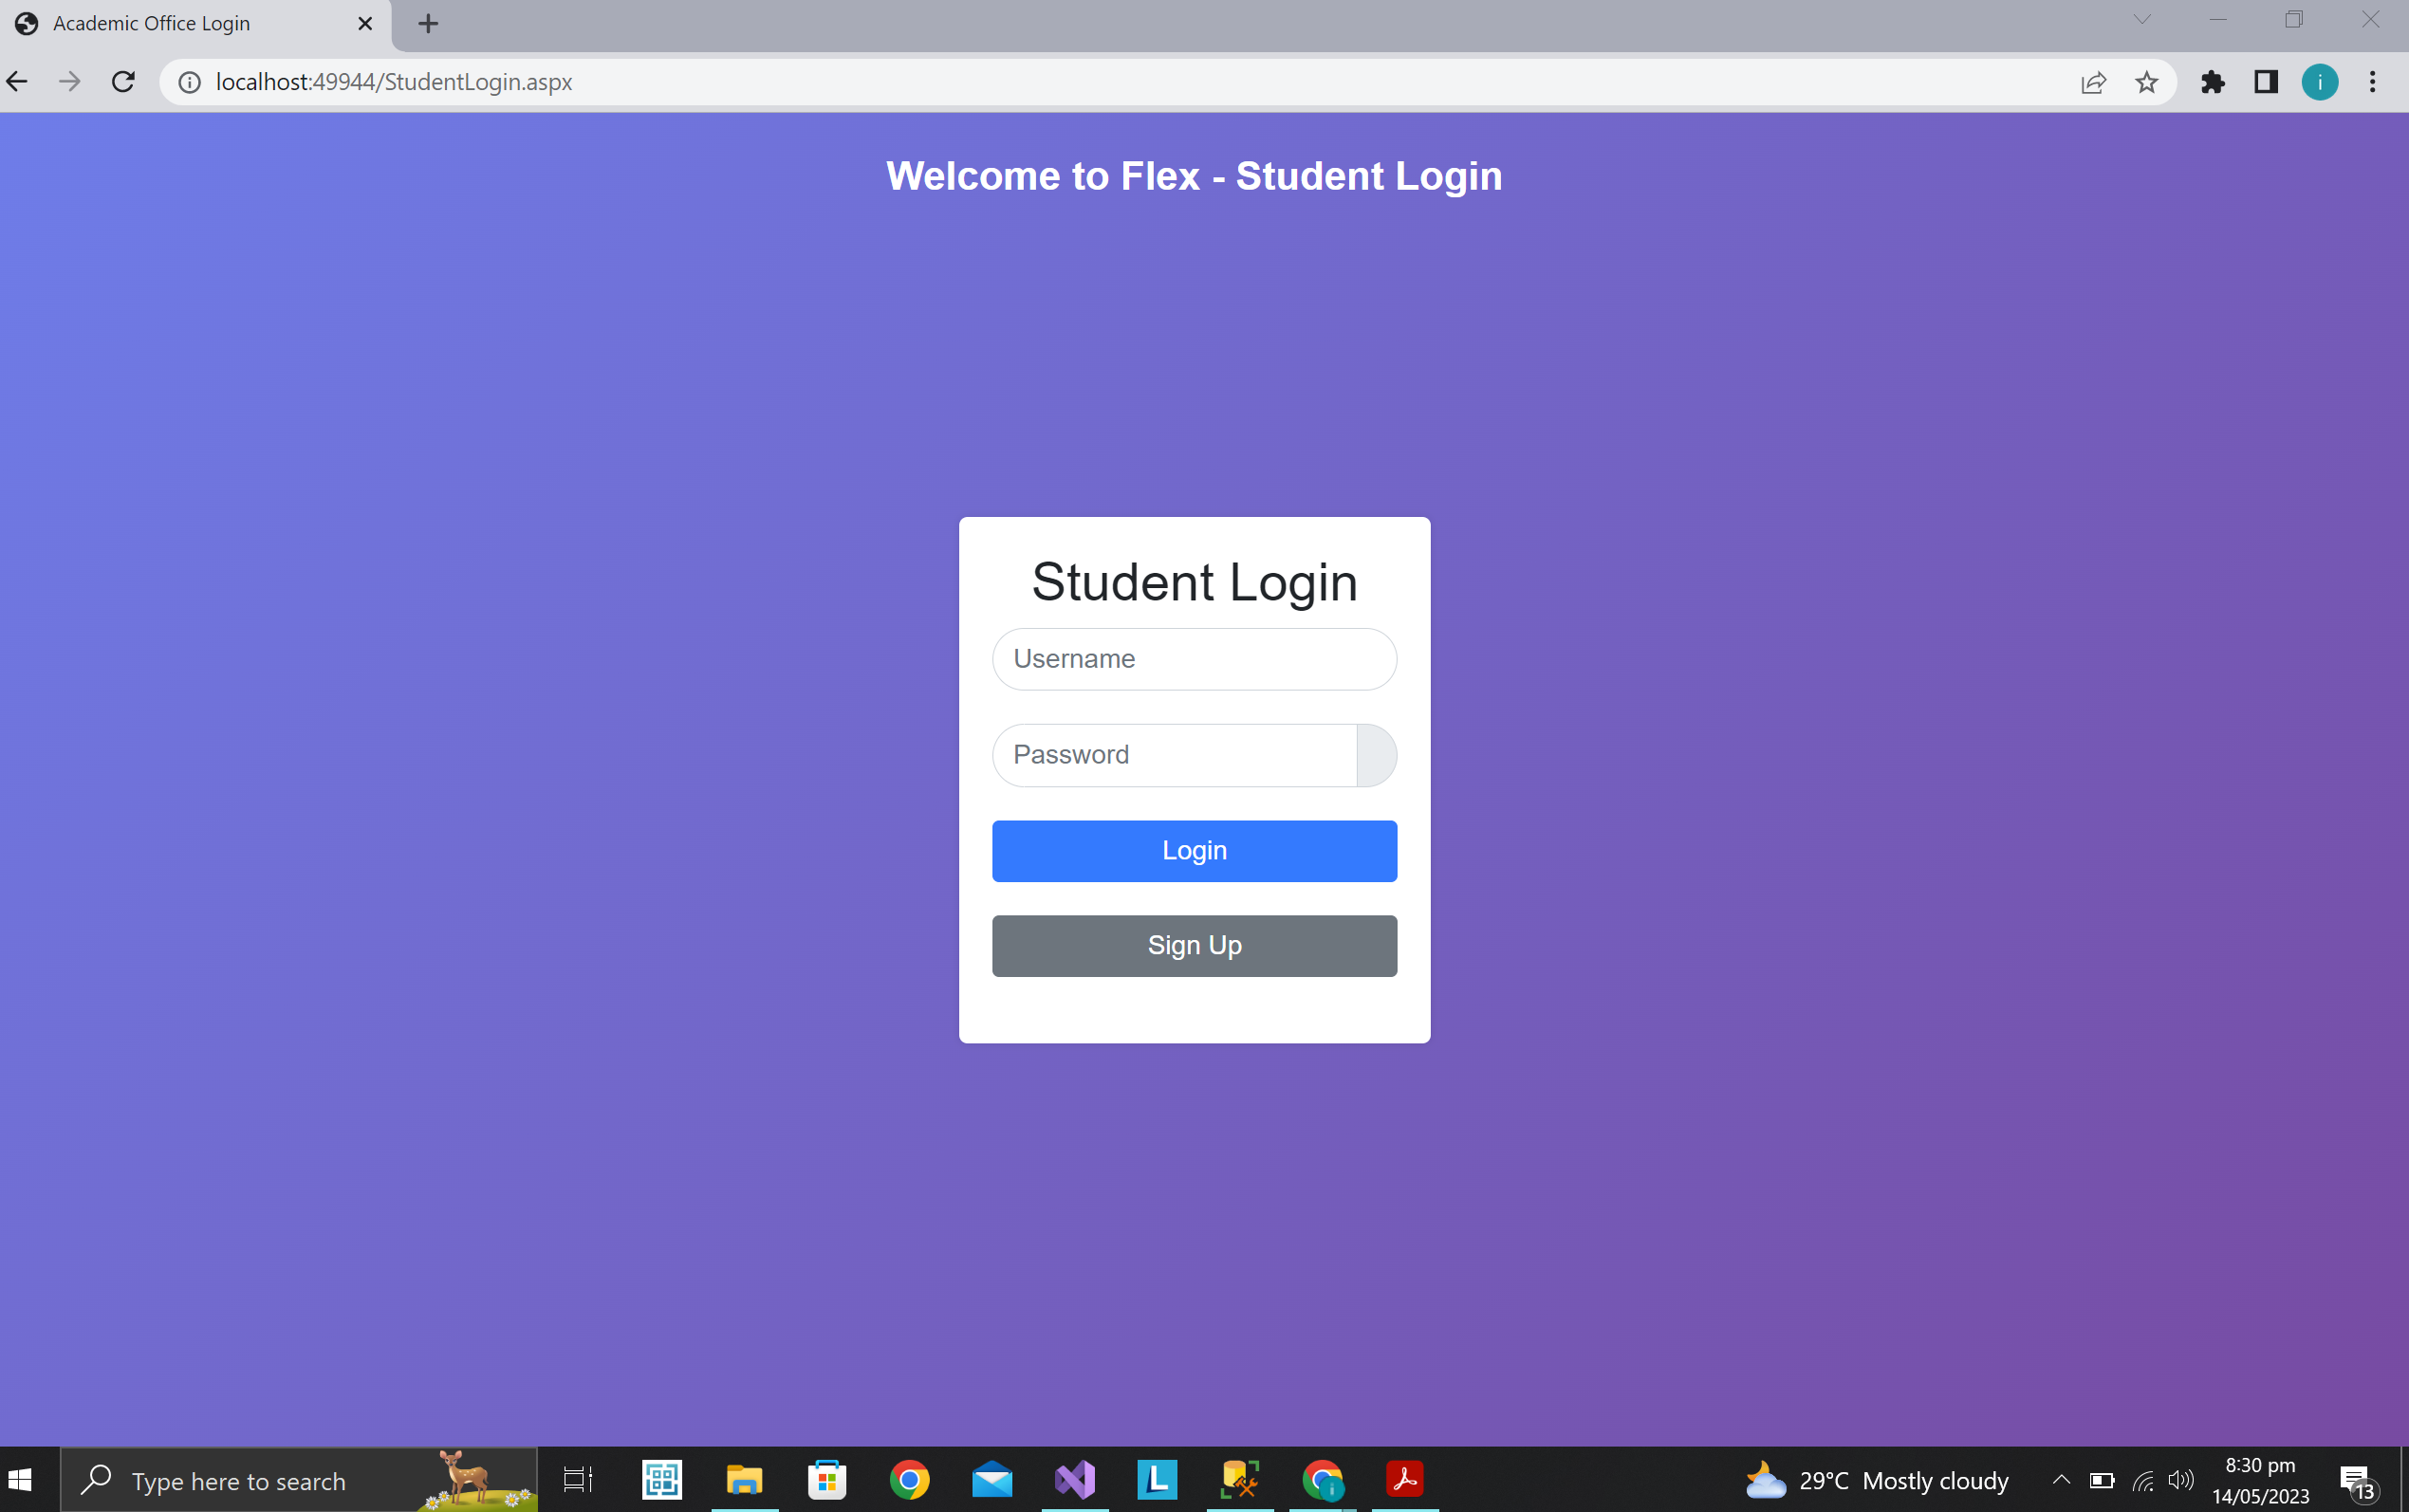 Academic Office Login
localhost:49944/StudentLogin.aspx
i
Welcome to Flex - Student Login
Student Login
Username
Password
Login
Sign Up
Type here to search
L
i
29°C Mostly cloudy
8:30 pm
14/05/2023
13